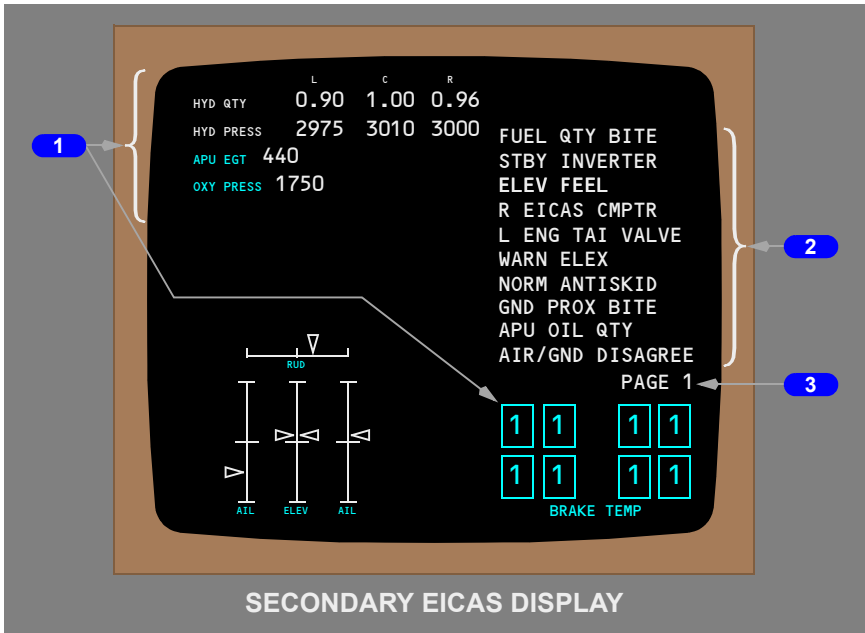 L C R
HYD QTY 0.90 1.00 0.96
HYD PRESS 2975 3010 3000
APU EGT 440
OXY PRESS 1750
1
FUEL QTY BITE
STBY INVERTER
ELEV FEEL
R EICAS CMPTR
L ENG TAI VALVE
WARN ELEX
NORM ANTISKID
GND PROX BITE
APU OIL QTY
AIR/GND DISAGREE
2
PAGE 1
3
RUD
AIL ELEV AIL
1 1 1 1
1 1 1 1
BRAKE TEMP
SECONDARY EICAS DISPLAY